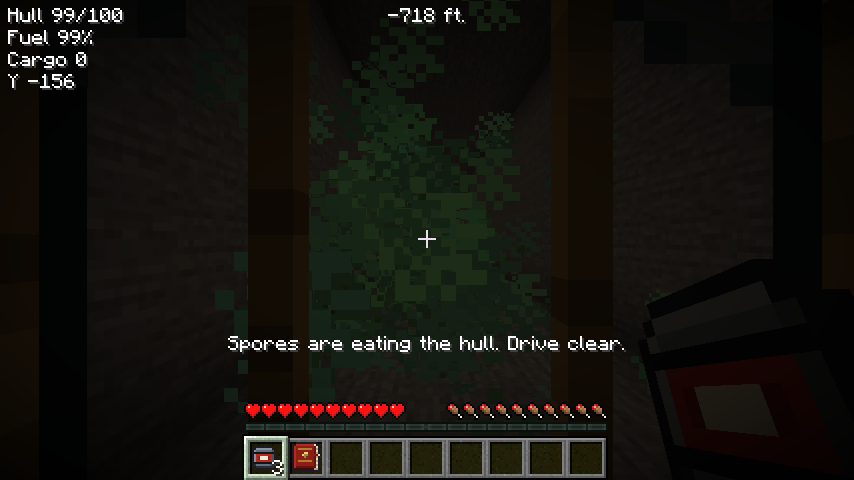 Hull 99/100
-718 ft.
Fuel 99%
Cargo 0
Y -156
Spores are eating the hull. Drive clear.
3